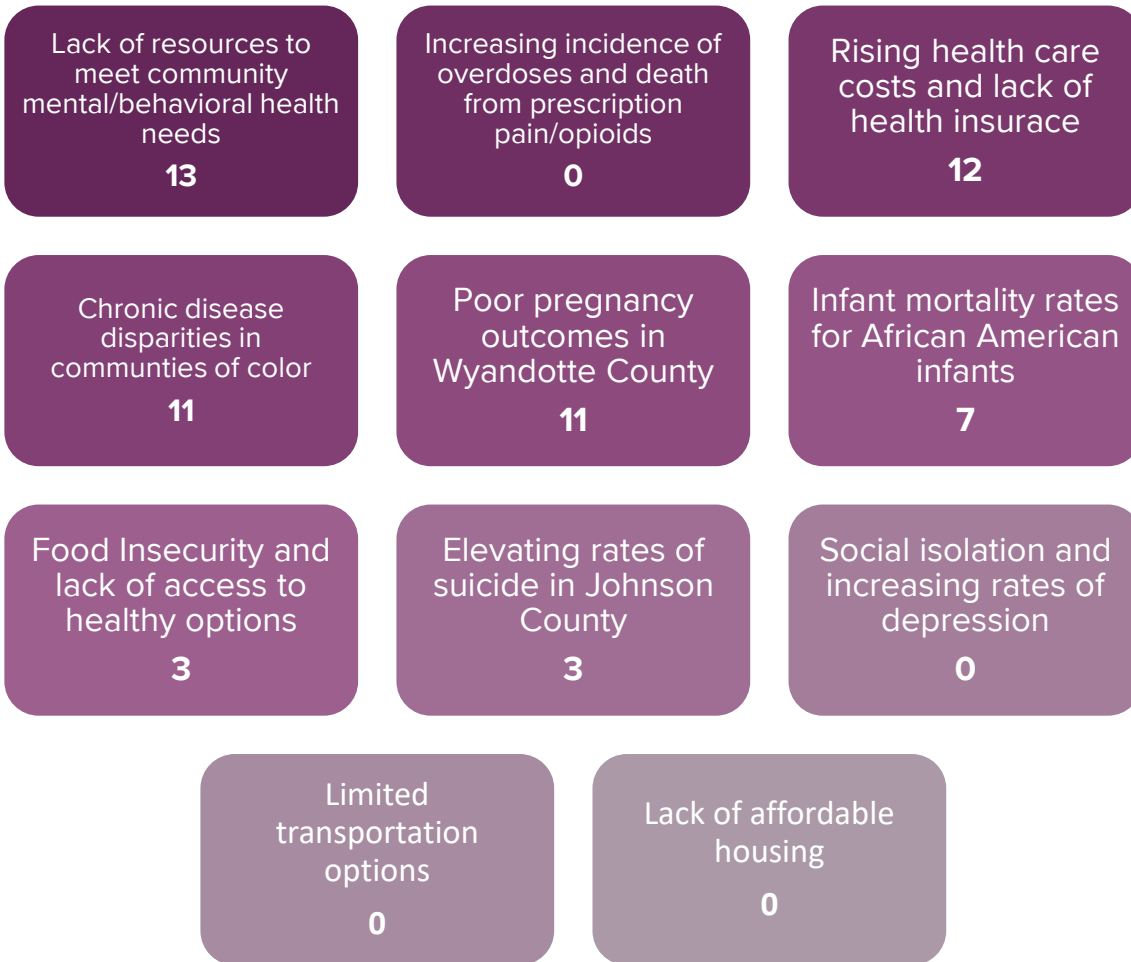 Lack of resources to
meet community
mental/behavioral health
needs
13
Increasing incidence of
overdoses and death
from prescription
pain/opioids
0
Rising health care
costs and lack of
health insurace
12
Chronic disease
disparities in
communties of color
11
Poor pregnancy
outcomes in
Wyandotte County
11
Infant mortality rates
for African American
infants
7
Food Insecurity and
lack of access to
healthy options
3
Elevating rates of
suicide in Johnson
County
3
Social isolation and
increasing rates of
depression
0
Limited
transportation
options
0
Lack of affordable
housing
0